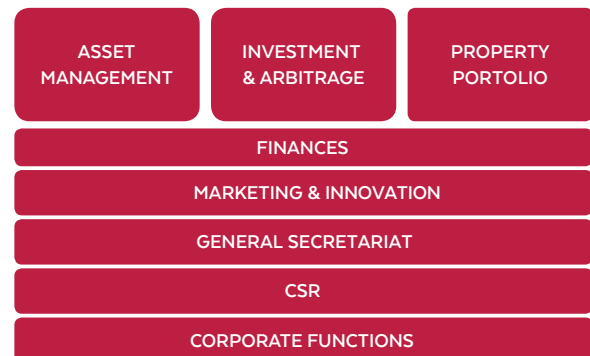 ASSET
MANAGEMENT
INVESTMENT
& ARBITRAGE
PROPERTY
PORTOLIO
FINANCES
MARKETING & INNOVATION
GENERAL SECRETARIAT
CSR
CORPORATE FUNCTIONS